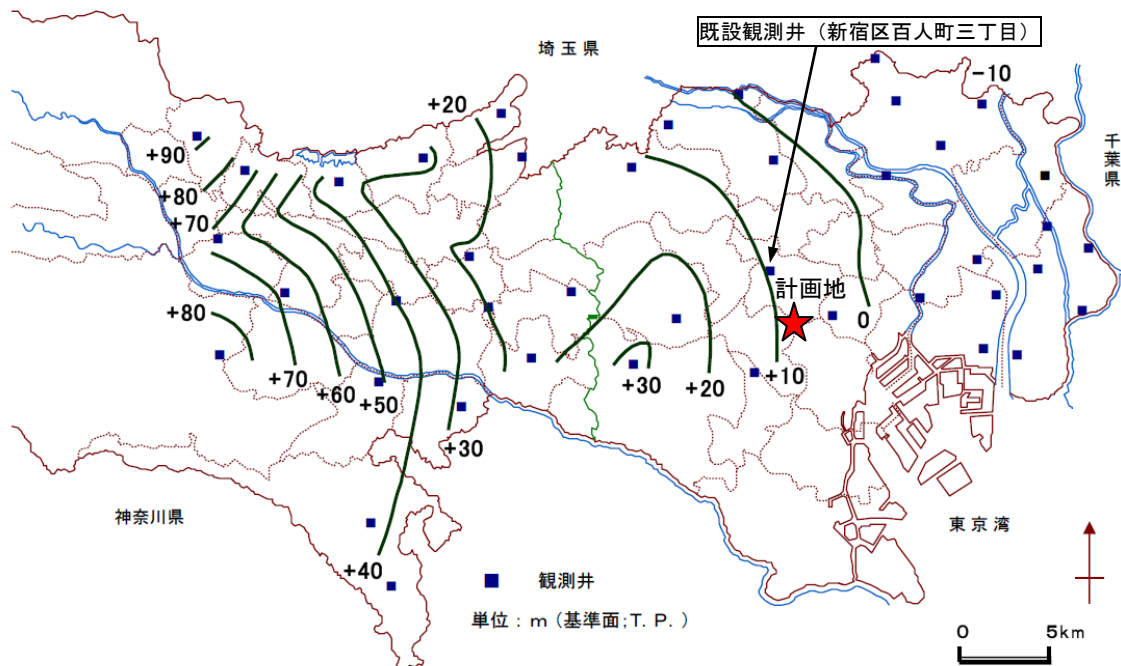 既設観測井（新宿区百人町三丁目）
埼玉県
-10
+20
千葉県
+90
+80
+70
計画地
+80
0
+70
+60
+50
+30
+20
+10
+30
神奈川県
東京湾
+40
観測井
単位：m（基準面;T. P. ）
0 5km